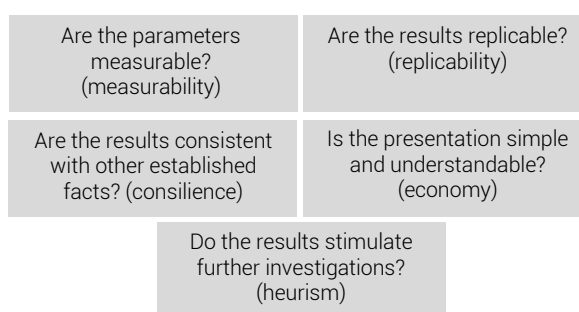 Are the parameters
measurable?
(measurability)
Are the results replicable?
(replicability)
Are the results consistent
with other established
facts? (consilience)
Is the presentation simple
and understandable?
(economy)
Do the results stimulate
further investigations?
(heurism)